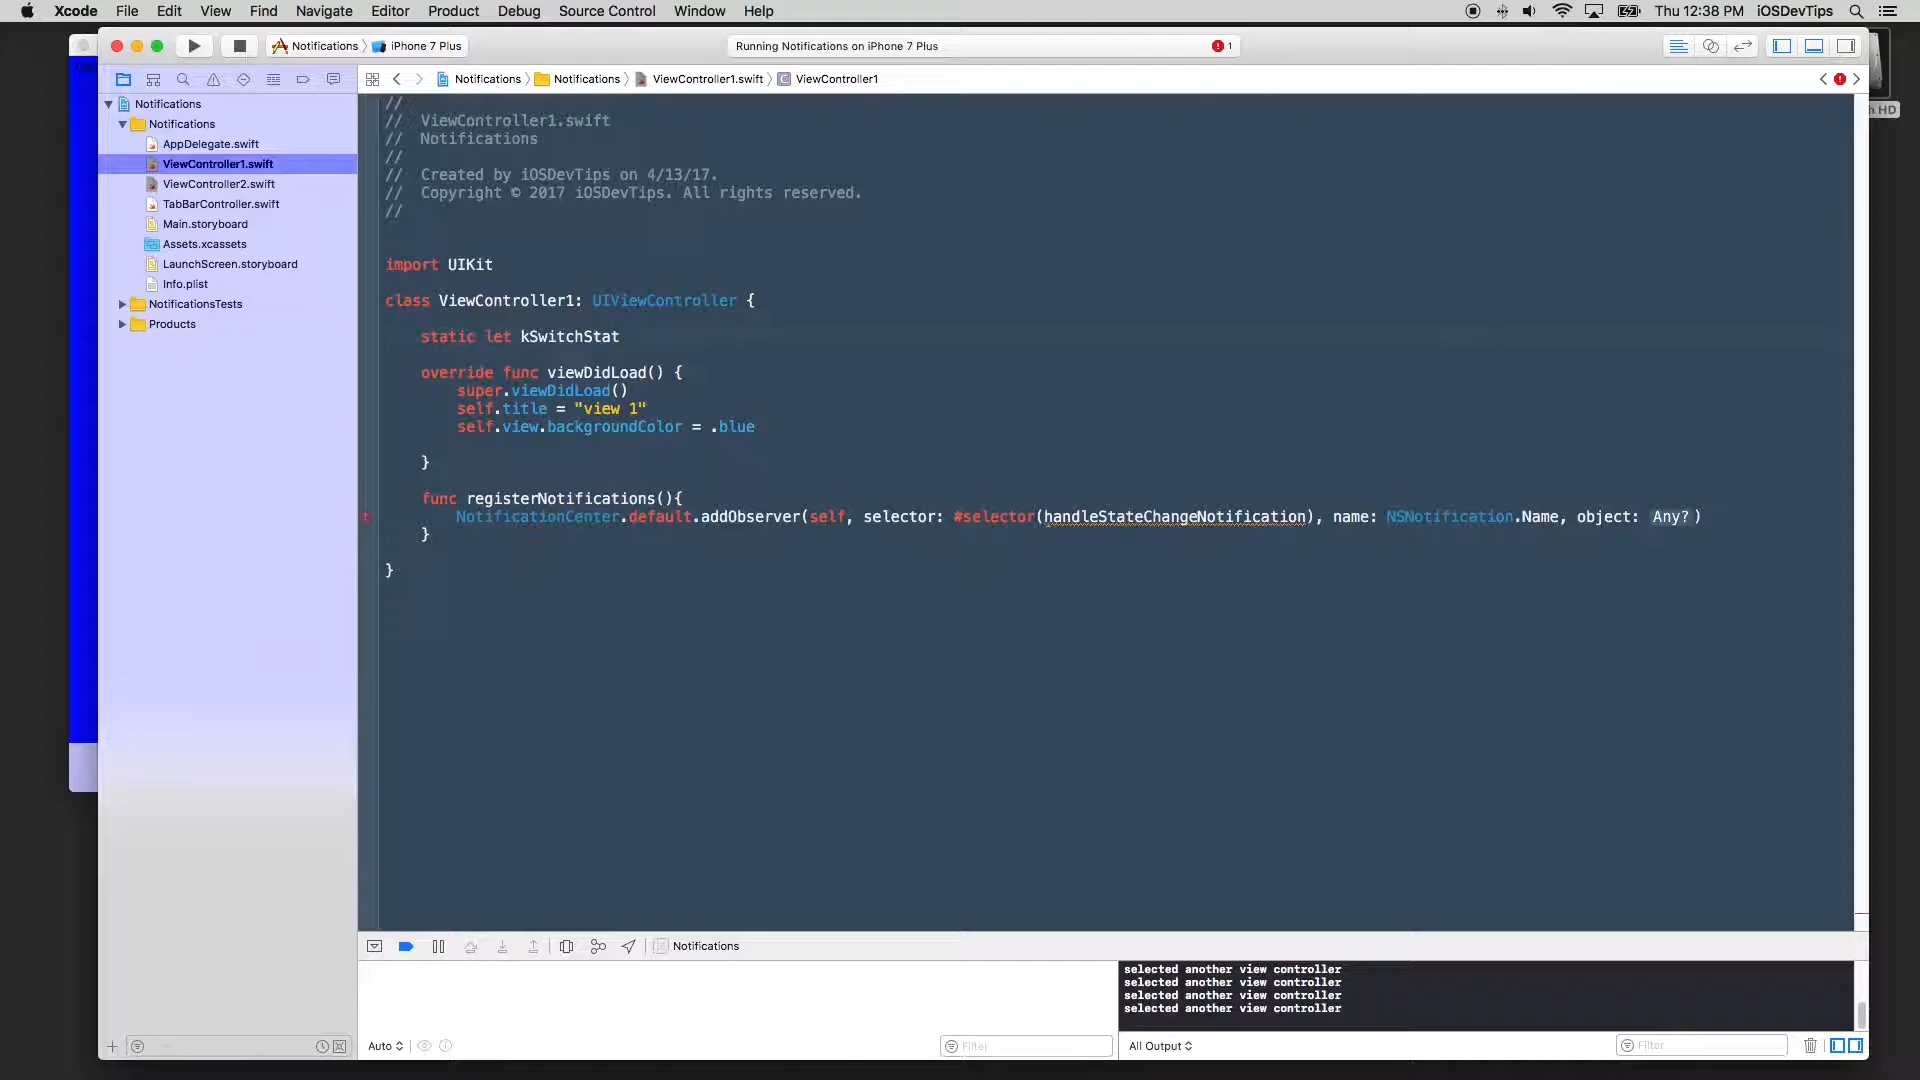 Xcode File Edit View Find Navigate Editor Product Debug Source Control Window Help Thu 12:38 PM iOSDevTips
Notifications iPhone 7 Plus Running Notifications on iPhone 7 Plus 1
Notifications Notifications ViewController1.swift ViewController1
h HD
Notifications
Notifications
AppDelegate.swift
ViewController1.swift
ViewController2.swift
TabBarController.swift
Main.storyboard
Assets.xcassets
LaunchScreen.storyboard
Info.plist
NotificationsTests
Products
//
// ViewController1.swift
// Notifications
//
// Created by iOSDevTips on 4/13/17.
// Copyright © 2017 iOSDevTips. All rights reserved.
//
import UIKit
class ViewController1: UIViewController {
static let kSwitchStat
override func viewDidLoad() {
super.viewDidLoad()
self.title = "view 1"
self.view.backgroundColor = .blue
}
func registerNotifications(){
NotificationCenter.default.addObserver(self, selector: #selector(handleStateChangeNotification), name: NSNotification.Name, object: Any?)
}
}
Notifications
selected another view controller
selected another view controller
selected another view controller
selected another view controller
Auto Filter All Output Filter